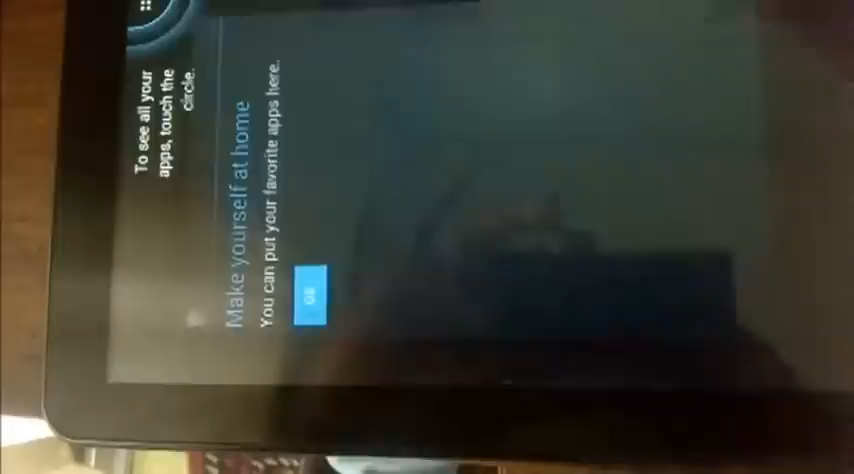 To see all your
apps, touch the
circle.
Make yourself at home
You can put your favorite apps here.
OK